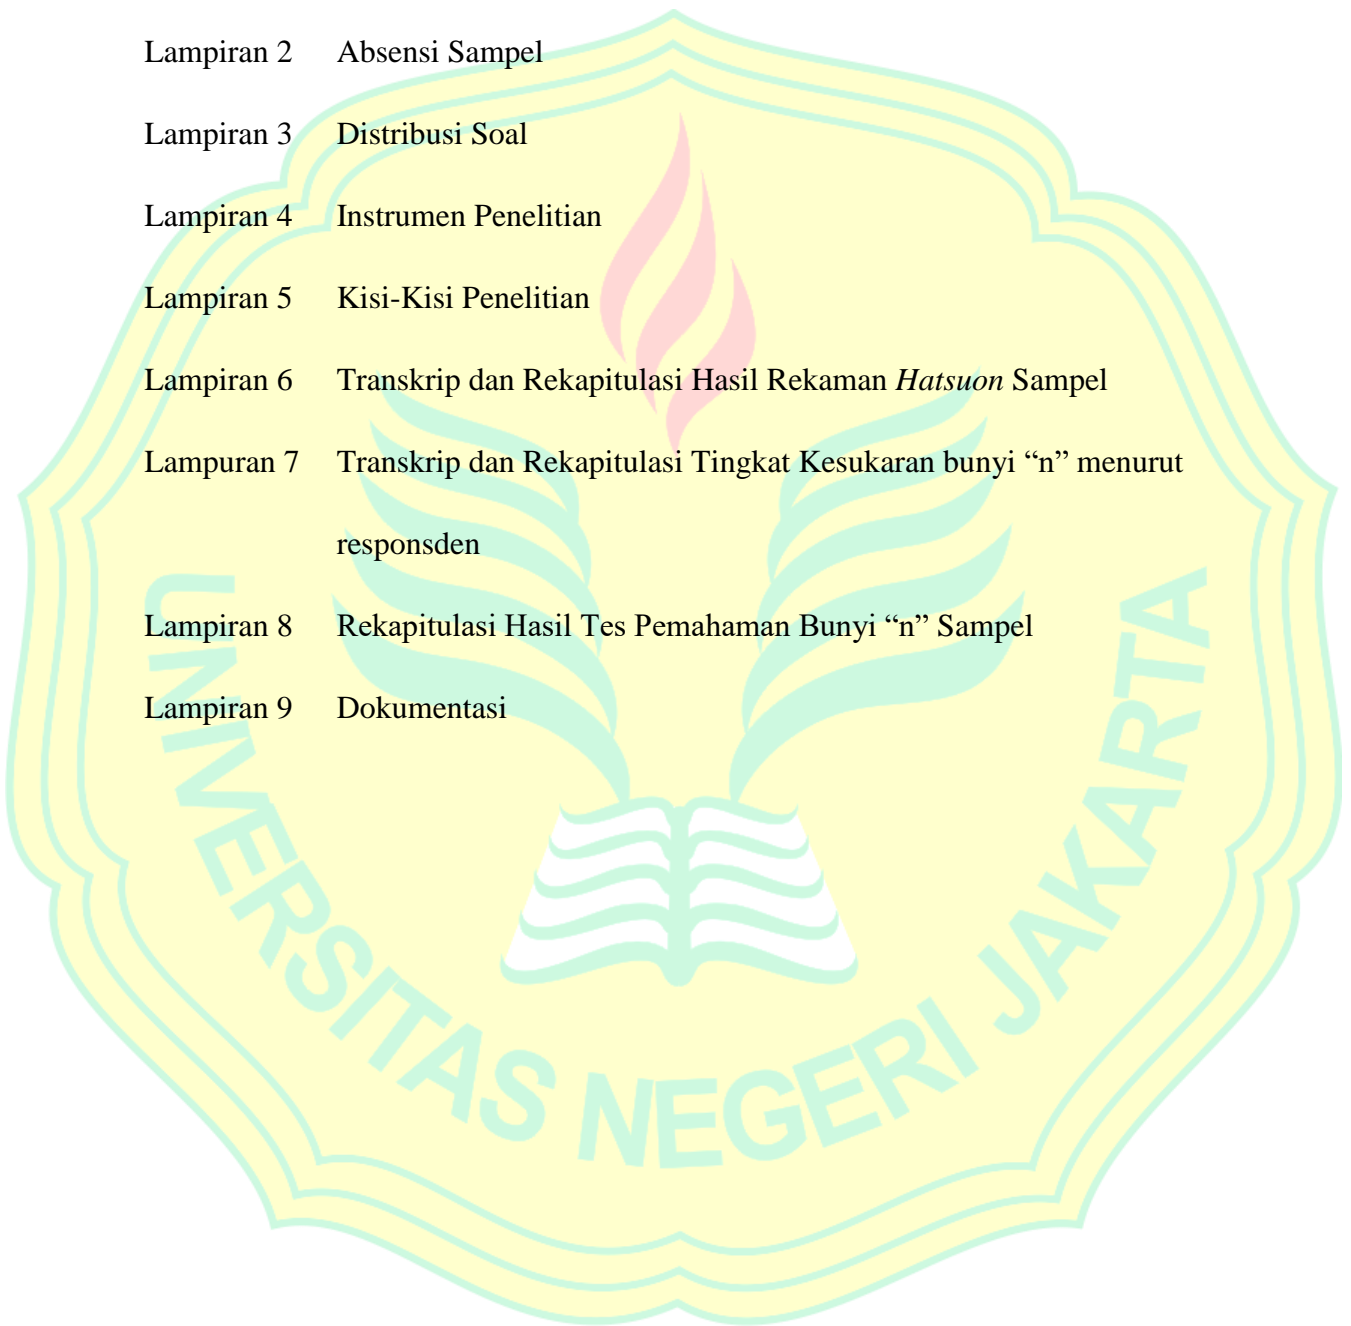 Lampiran 2 Absensi Sampel
Lampiran 3 Distribusi Soal
Lampiran 4 Instrumen Penelitian
Lampiran 5 Kisi-Kisi Penelitian
Lampiran 6 Transkrip dan Rekapitulasi Hasil Rekaman Hatsuon Sampel
Lampuran 7 Transkrip dan Rekapitulasi Tingkat Kesukaran bunyi “n” menurut
responsden
Lampiran 8 Rekapitulasi Hasil Tes Pemahaman Bunyi “n” Sampel
Lampiran 9 Dokumentasi
UNIVERSITAS NEGERI JAKARTA